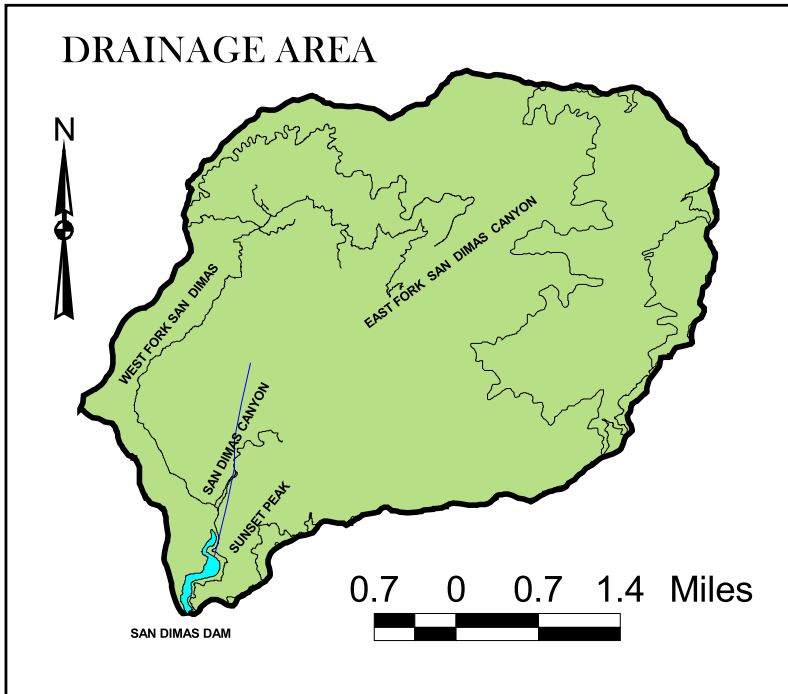 DRAINAGE AREA
N
WEST FORK SAN DIMAS
EAST FORK SAN DIMAS CANYON
SAN DIMAS CANYON
SUNSET PEAK
0.7 0 0.7 1.4 Miles
SAN DIMAS DAM